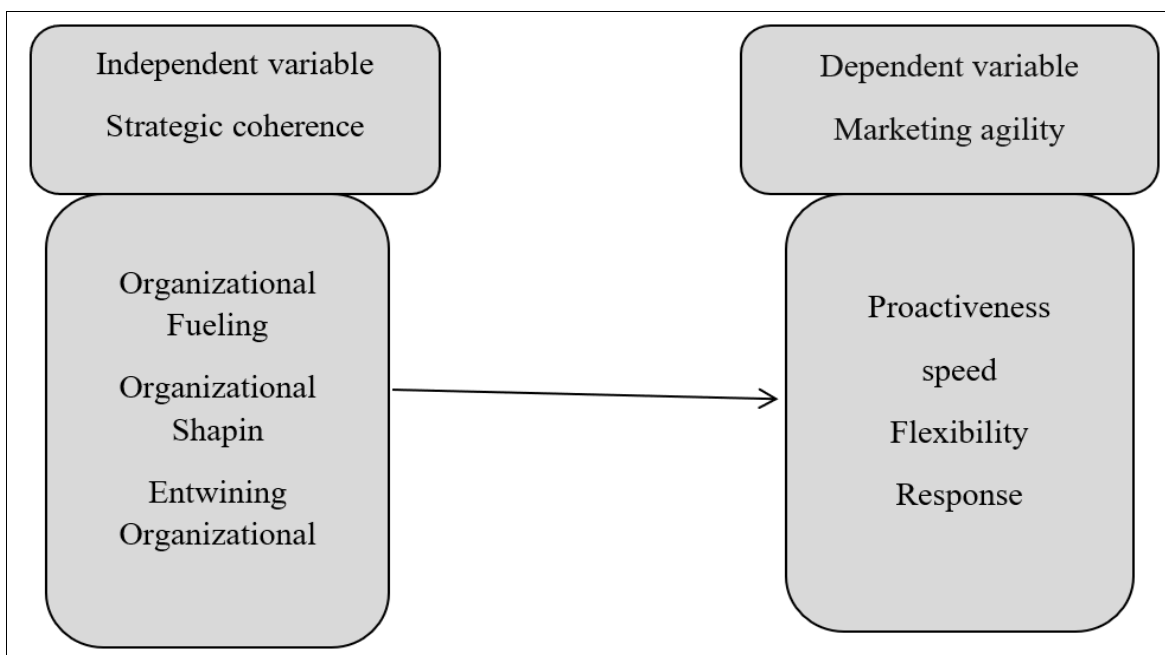 Independent variable
Strategic coherence
Organizational
Fueling
Organizational
Shapin
Entwining
Organizational
Dependent variable
Marketing agility
Proactiveness
speed
Flexibility
Response